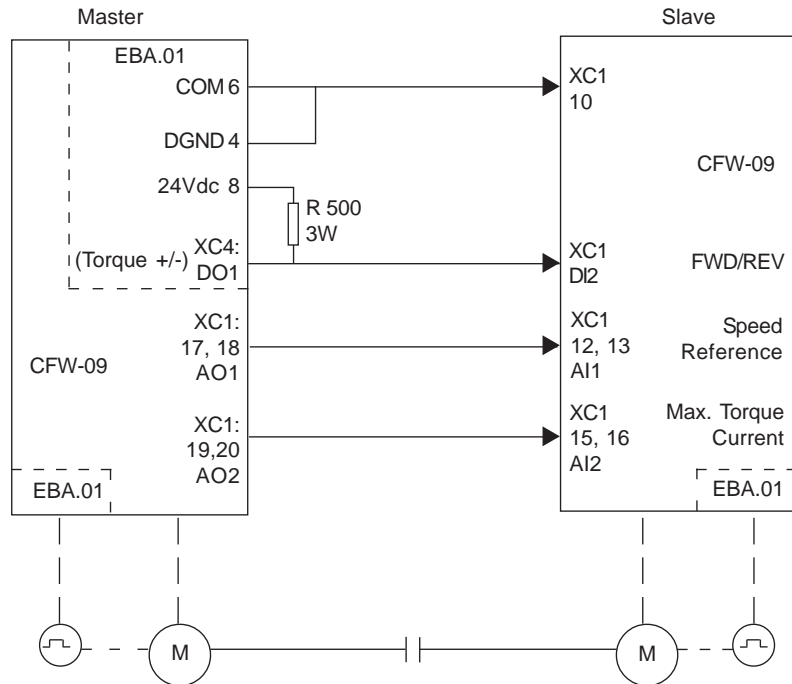 Master
Slave
EBA.01
COM 6
DGND 4
24Vdc 8
R 500
3W
(Torque +/-)
XC4:
DO1
XC1:
17, 18
AO1
CFW-09
XC1:
19,20
AO2
EBA.01
XC1
10
CFW-09
XC1
DI2
FWD/REV
XC1
12, 13
AI1
Speed
Reference
XC1
15, 16
AI2
Max. Torque
Current
EBA.01
M
M